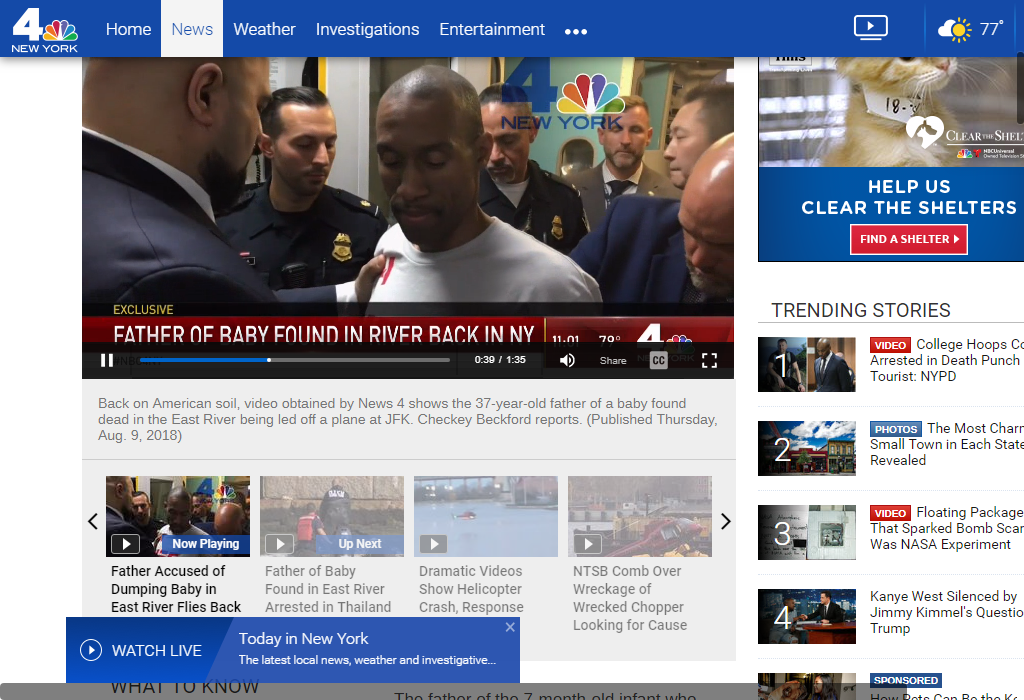 4
NEW YORK
Home
News
Weather
Investigations
Entertainment
77°
4
NEW YORK
EXCLUSIVE
FATHER OF BABY FOUND IN RIVER BACK IN NY
11:01 78°
4
0:39 / 1:35
Share
CC
Back on American soil, video obtained by News 4 shows the 37-year-old father of a baby found
dead in the East River being led off a plane at JFK. Checkey Beckford reports. (Published Thursday,
Aug. 9, 2018)
Now Playing
Father Accused of
Dumping Baby in
East River Flies Back
Up Next
Father of Baby
Found in East River
Arrested in Thailand
Dramatic Videos
Show Helicopter
Crash, Response
NTSB Comb Over
Wreckage of
Wrecked Chopper
Looking for Cause
WATCH LIVE
Today in New York
The latest local news, weather and investigative...
WHAT TO KNOW
The father of the 7-month-old infant who
Hills
18-
CLEAR THE SHELT
NBCUniversal
Owned Television St
HELP US
CLEAR THE SHELTERS
FIND A SHELTER
TRENDING STORIES
1
VIDEO College Hoops Co
Arrested in Death Punch
Tourist: NYPD
2
PHOTOS The Most Charm
Small Town in Each State
Revealed
3
VIDEO Floating Package
That Sparked Bomb Scar
Was NASA Experiment
4
Kanye West Silenced by
Jimmy Kimmel's Questio
Trump
SPONSORED
How Pets Can Be the Ke